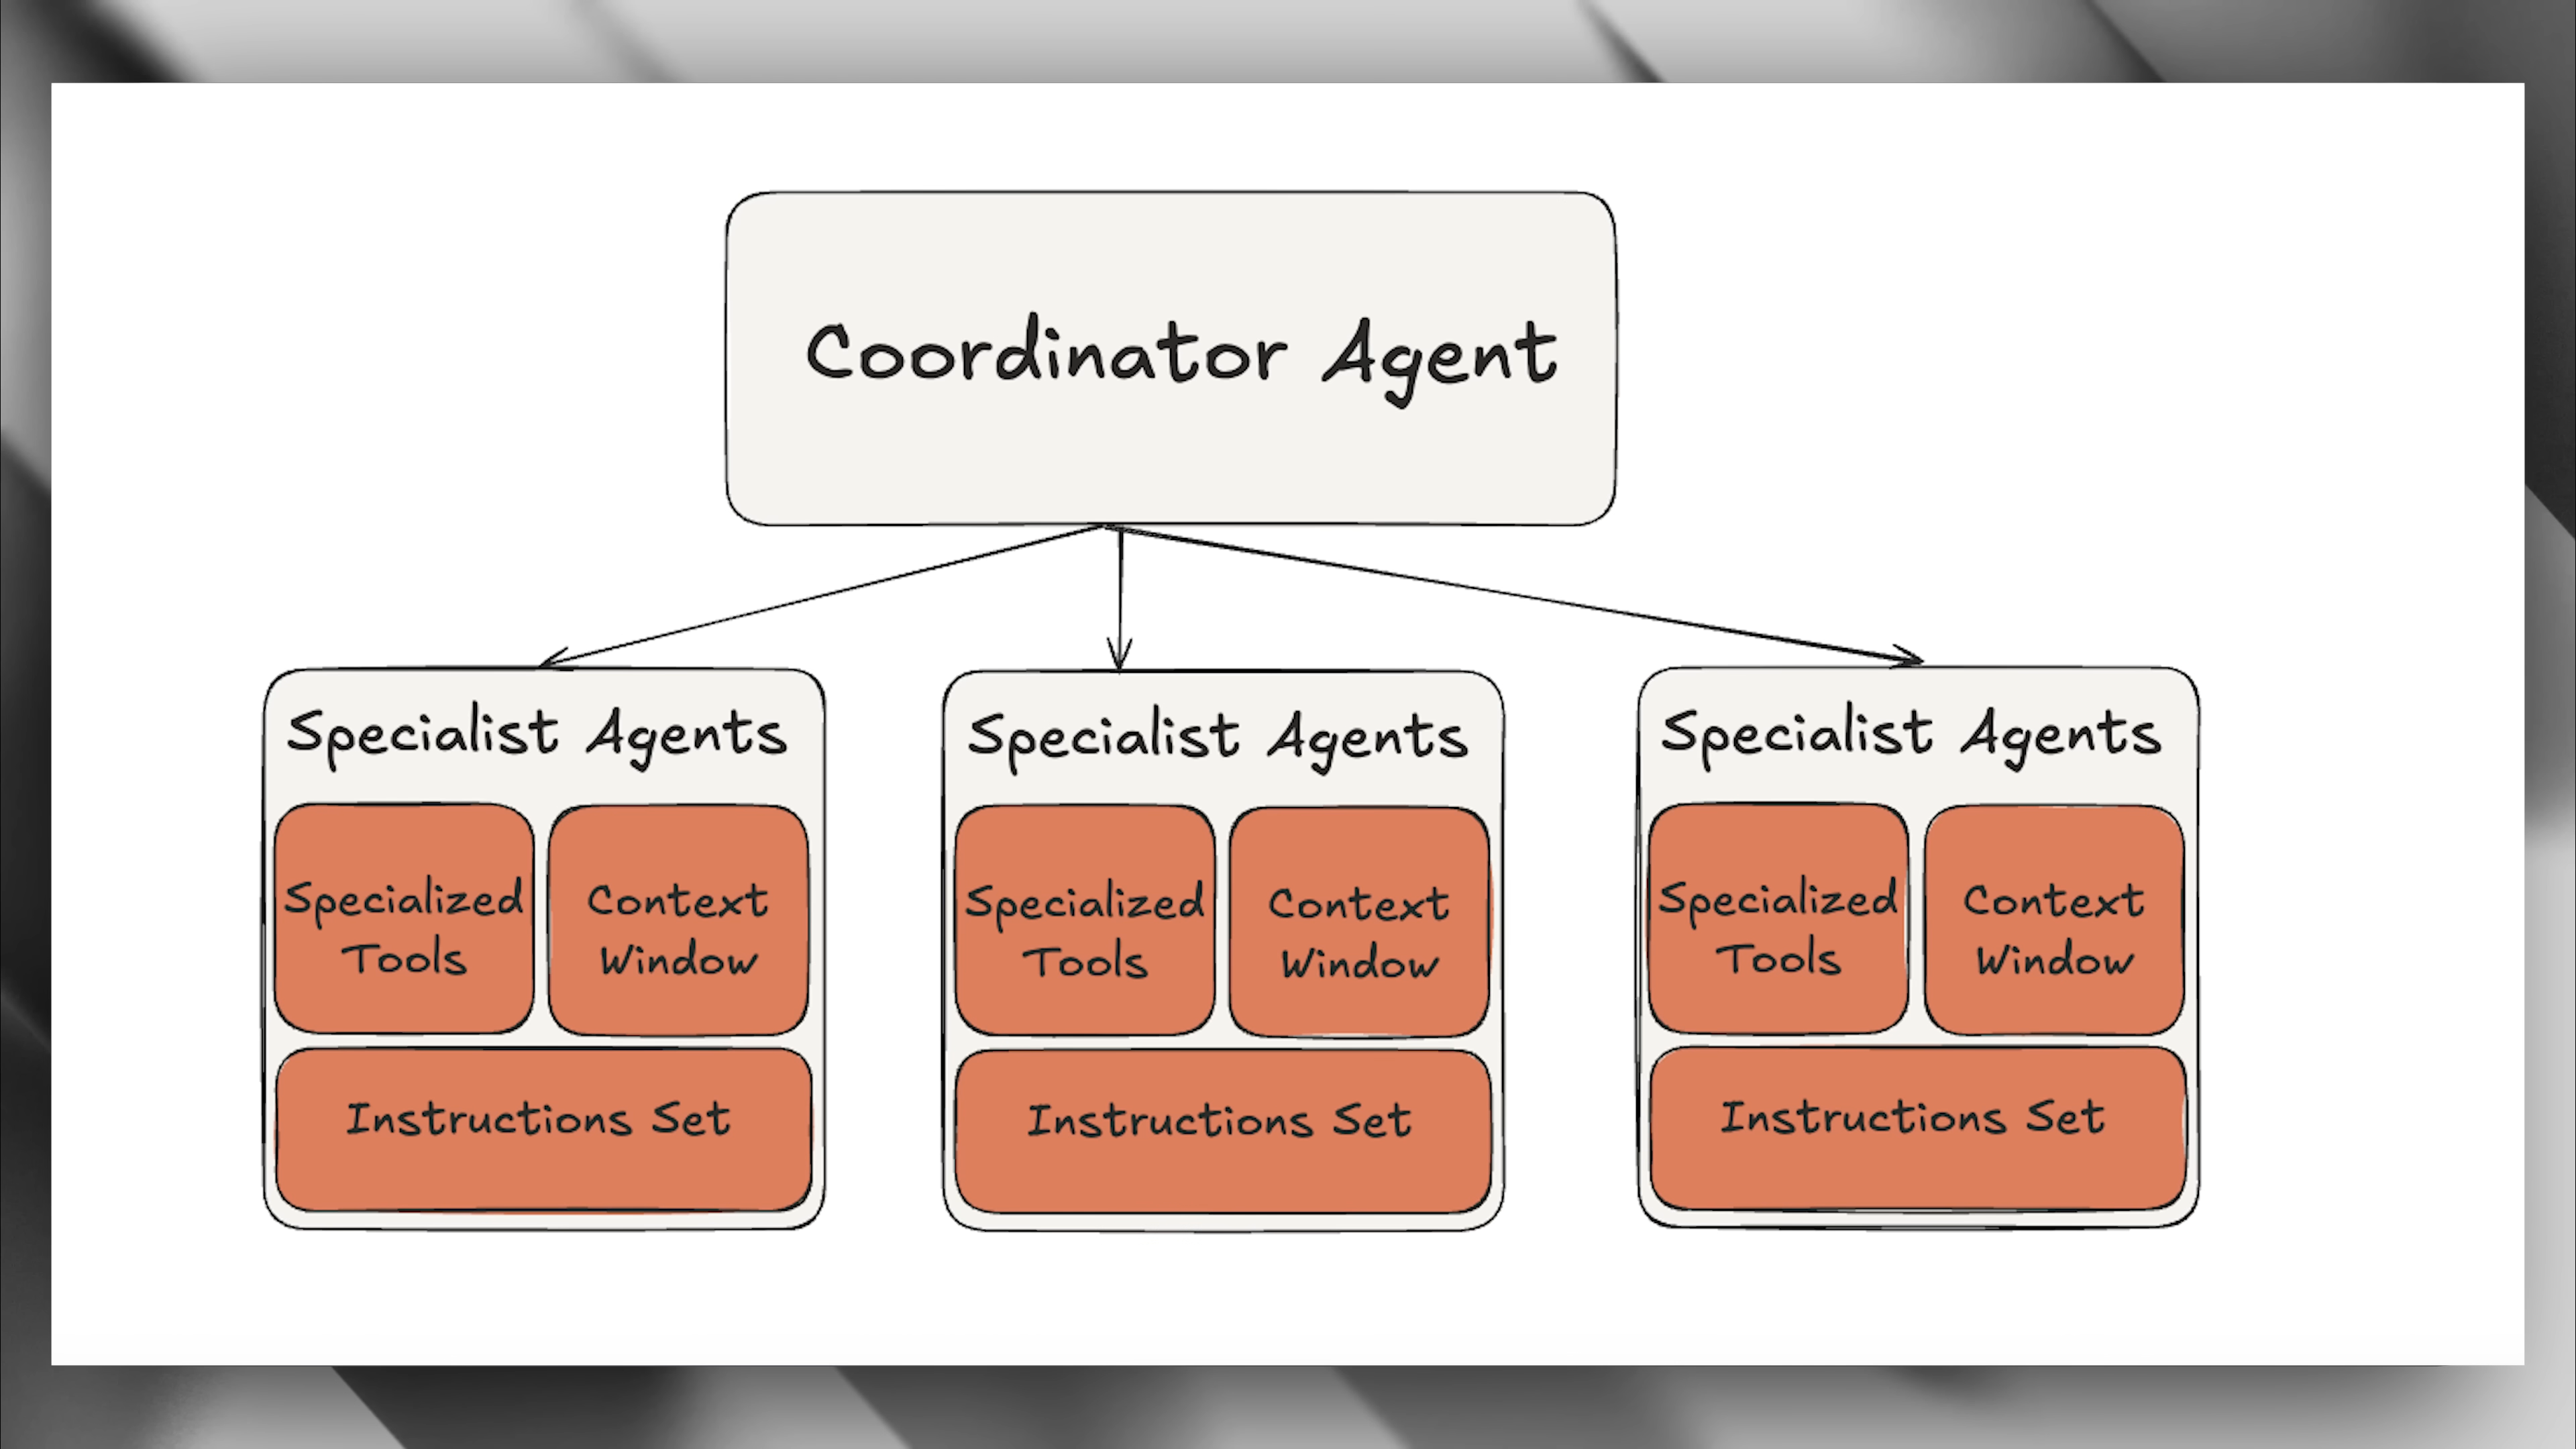 Coordinator Agent
Specialist Agents
Specialized
Tools
Context
Window
Instructions Set
Specialist Agents
Specialized
Tools
Context
Window
Instructions Set
Specialist Agents
Specialized
Tools
Context
Window
Instructions Set